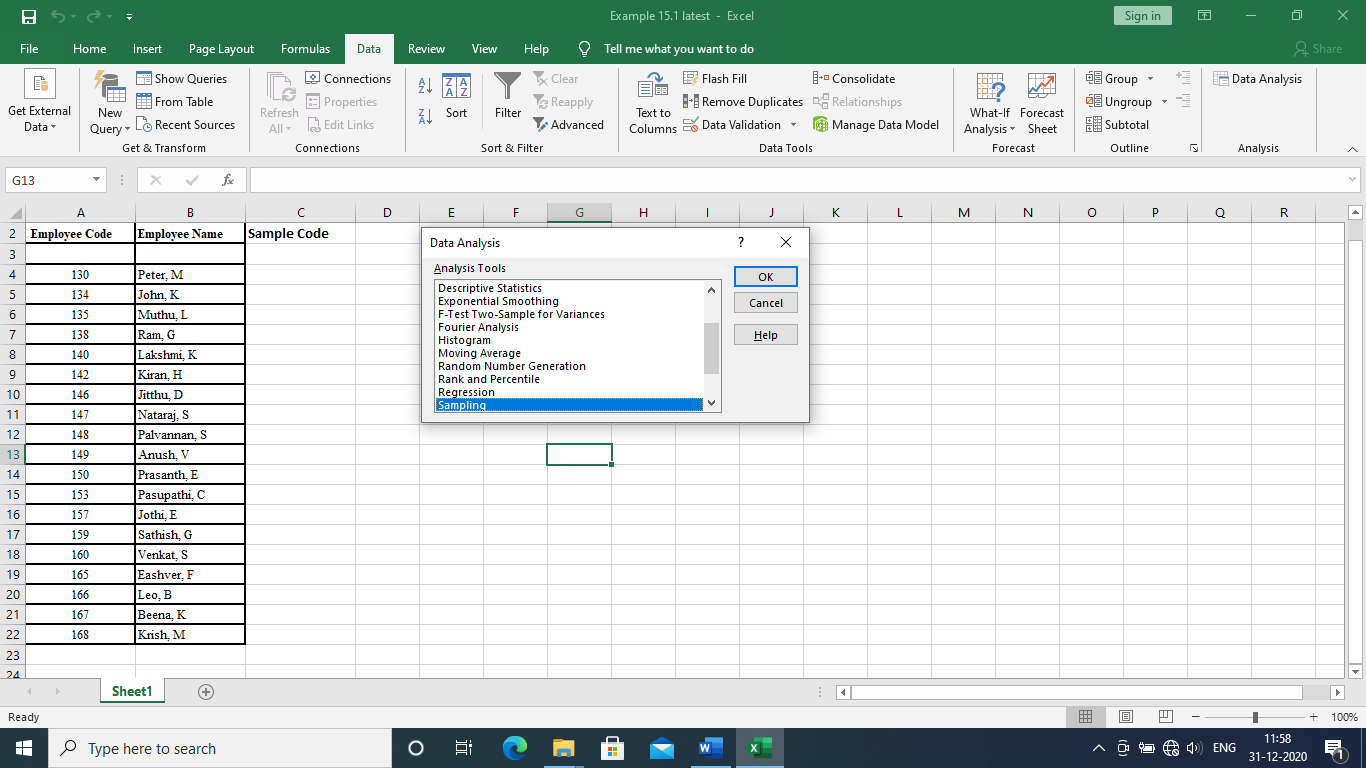 Example 15.1 latest - Excel
Sign in
File Home Insert Page Layout Formulas Data Review View Help Tell me what you want to do Share
Get External Data
New Query
Show Queries
From Table
Recent Sources
Get & Transform
Refresh All
Connections
Properties
Edit Links
Connections
Sort
Filter
Clear
Reapply
Advanced
Sort & Filter
Text to Columns
Flash Fill
Remove Duplicates
Data Validation
Consolidate
Relationships
Manage Data Model
Data Tools
What-If Analysis
Forecast Sheet
Forecast
Group
Ungroup
Subtotal
Outline
Data Analysis
Analysis
G13
fx
A B C D E F G H I J K L M N O P Q R
2 Employee Code Employee Name Sample Code
3
4 130 Peter, M
5 134 John, K
6 135 Muthu, L
7 138 Ram, G
8 140 Lakshmi, K
9 142 Kiran, H
10 146 Jitthu, D
11 147 Nataraj, S
12 148 Palvannan, S
13 149 Anush, V
14 150 Prasanth, E
15 153 Pasupathi, C
16 157 Jothi, E
17 159 Sathish, G
18 160 Venkat, S
19 165 Eashver, F
20 166 Leo, B
21 167 Beena, K
22 168 Krish, M
23
24
Data Analysis ?
Analysis Tools
Descriptive Statistics
Exponential Smoothing
F-Test Two-Sample for Variances
Fourier Analysis
Histogram
Moving Average
Random Number Generation
Rank and Percentile
Regression
Sampling
OK
Cancel
Help
Sheet1
Ready
100%
Type here to search
ENG
11:58
31-12-2020
1